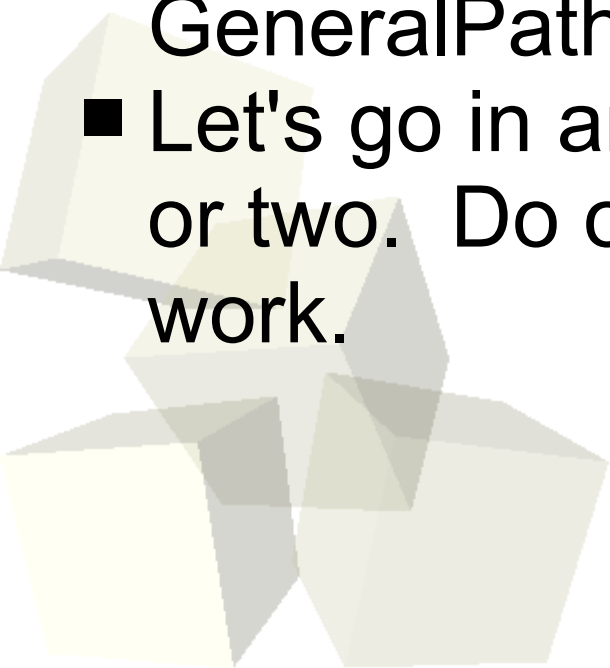 GeneralPath
■ Let's go in a
or two. Do
work.